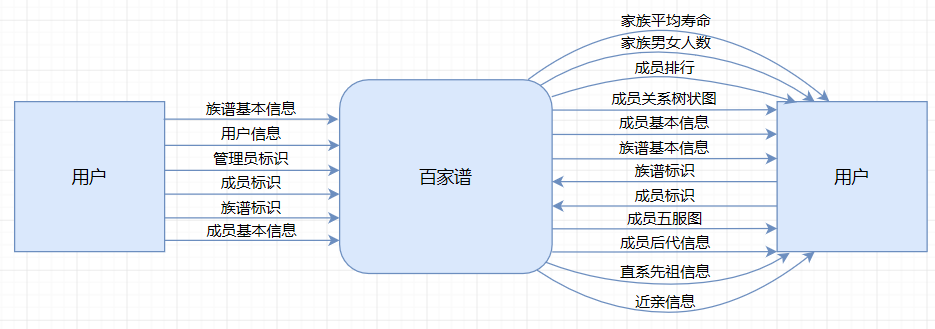 用户
族谱基本信息
用户信息
管理员标识
成员标识
族谱标识
成员基本信息
百家谱
家族平均寿命
家族男女人数
成员排行
成员关系树状图
成员基本信息
族谱基本信息
族谱标识
成员标识
成员五服图
成员后代信息
直系先祖信息
近亲信息
用户